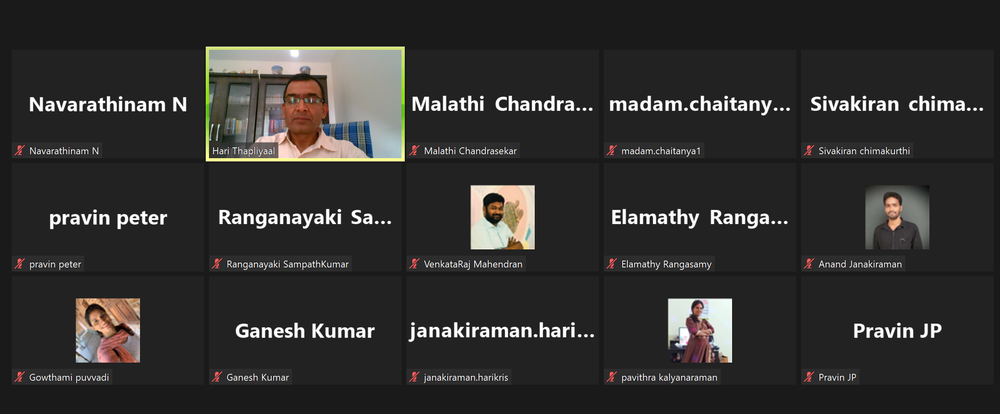 Navarathinam N
Navarathinam N
Hari Thapliyaal
Malathi Chandra...
Malathi Chandrasekar
madam.chaitany...
madam.chaitanya1
Sivakiran chima...
Sivakiran chimakurthi
pravin peter
pravin peter
Ranganayaki Sa...
Ranganayaki SampathKumar
VenkataRaj Mahendran
Elamathy Ranga...
Elamathy Rangasamy
Anand Janakiraman
Gowthami puvvadi
Ganesh Kumar
Ganesh Kumar
janakiraman.hari...
janakiraman.harikris
pavithra kalyanaraman
Pravin JP
Pravin JP